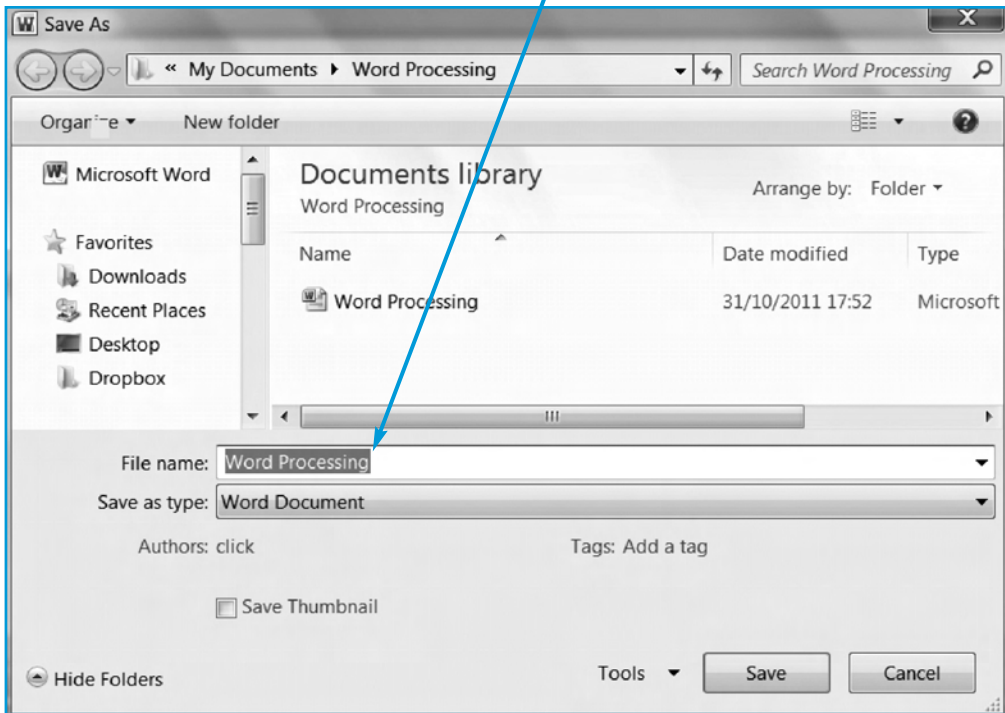 Save As
« My Documents Word Processing Search Word Processing
New folder
Microsoft Word
Documents library
Arrange by: Folder
Word Processing
Favorites
Name Date modified Type
Downloads
Recent Places
Word Processing 31/10/2011 17:52 Microsoft
Desktop
Dropbox
File name: Word Processing
Save as type: Word Document
Authors: click Tags: Add a tag
Save Thumbnail
Hide Folders Tools Save Cancel